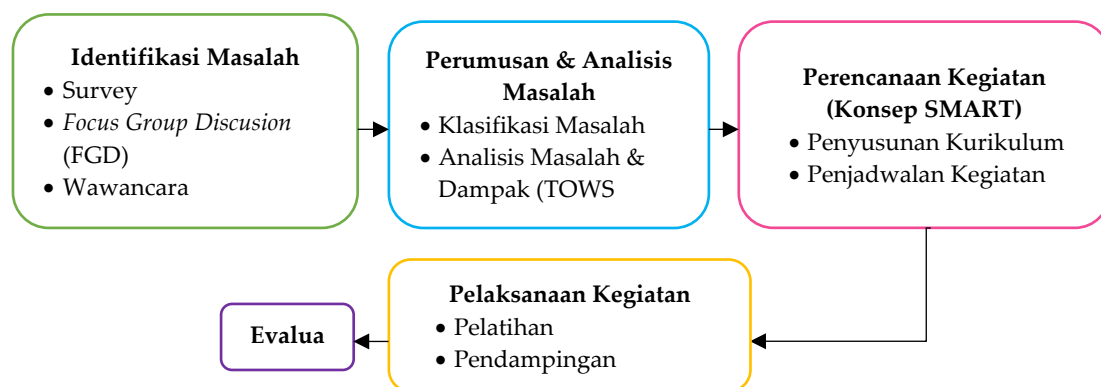 Identifikasi Masalah
• Survey
• Focus Group Discusion
(FGD)
• Wawancara
Perumusan & Analisis
Masalah
• Klasifikasi Masalah
• Analisis Masalah &
Dampak (TOWS
Perencanaan Kegiatan
(Konsep SMART)
• Penyusunan Kurikulum
• Penjadwalan Kegiatan
Pelaksanaan Kegiatan
• Pelatihan
• Pendampingan
Evalua